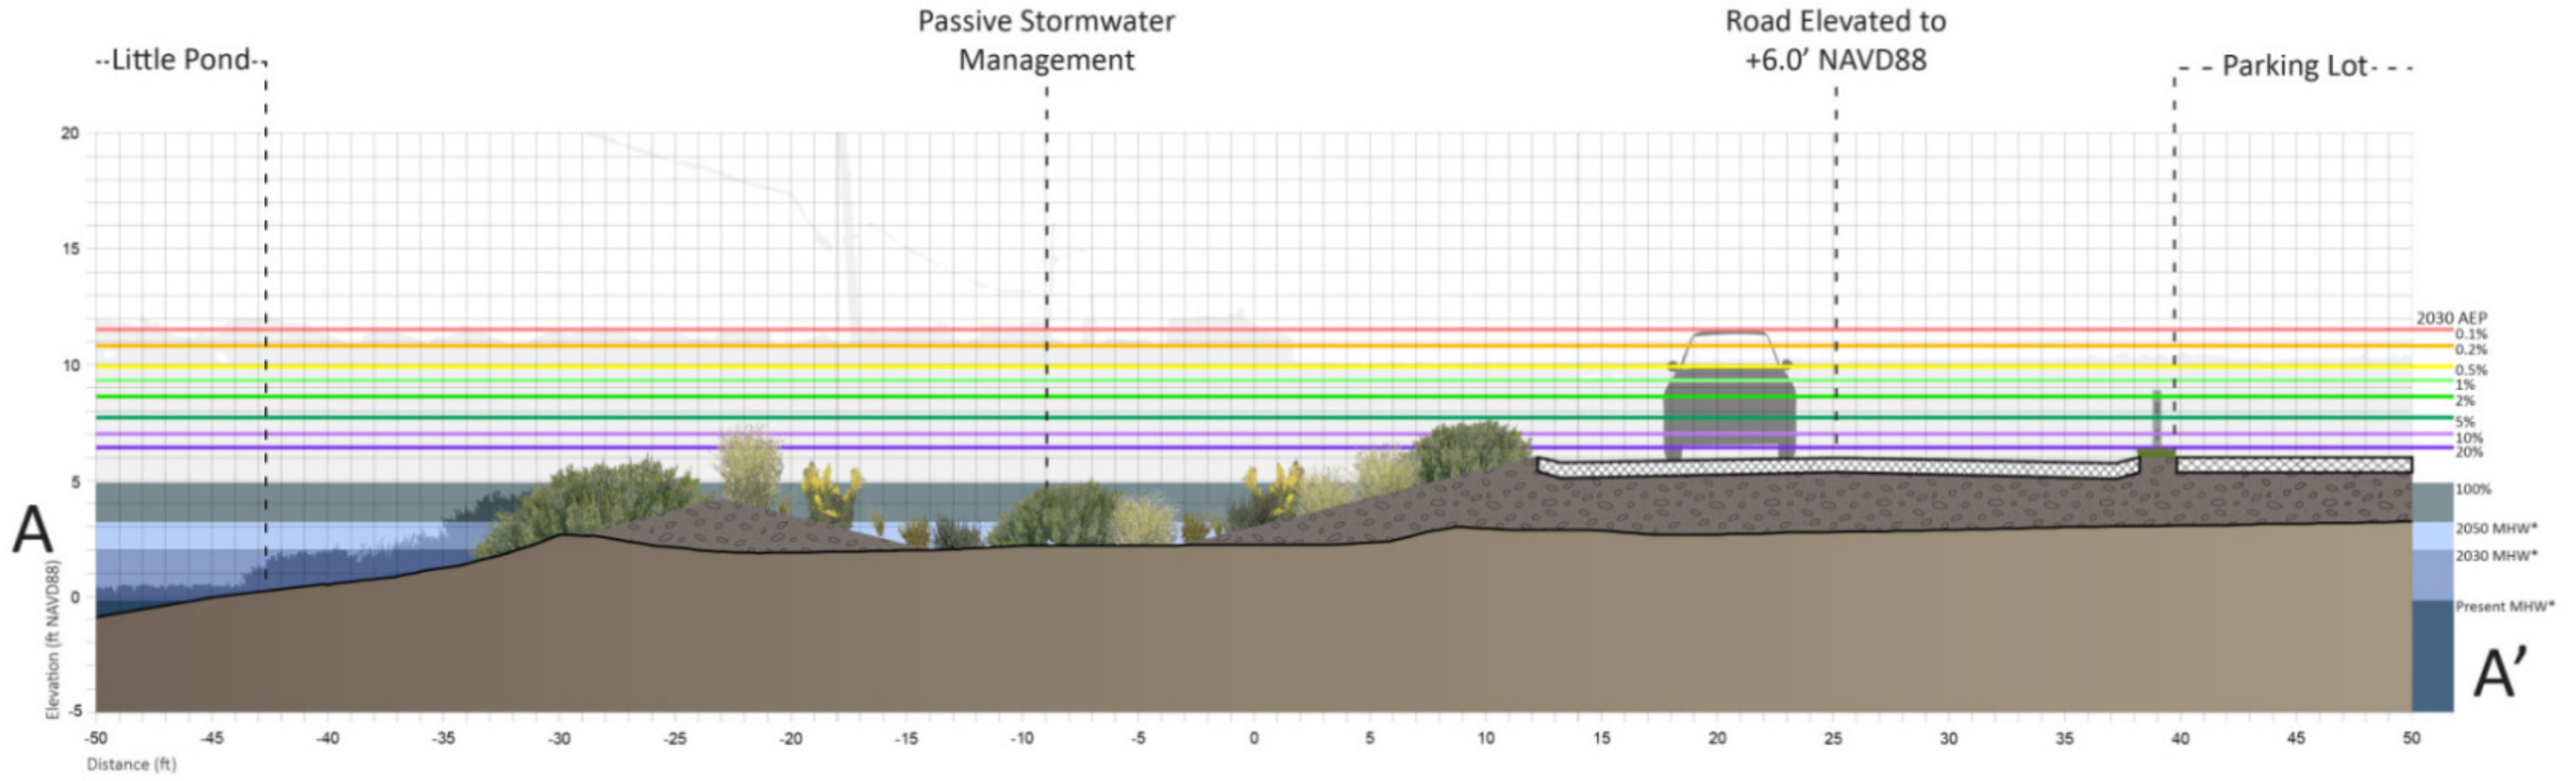 Passive Stormwater
Management
Road Elevated to
+6.0’ NAVD88
--Little Pond--
- - Parking Lot- - -
20
15
10
5
0
-5
Elevation (ft NAVD88)
A
2030 AEP
0.1%
0.2%
0.5%
1%
2%
5%
10%
20%
100%
2050 MHW*
2030 MHW*
Present MHW*
A’
-50 -45 -40 -35 -30 -25 -20 -15 -10 -5 0 5 10 15 20 25 30 35 40 45 50
Distance (ft)